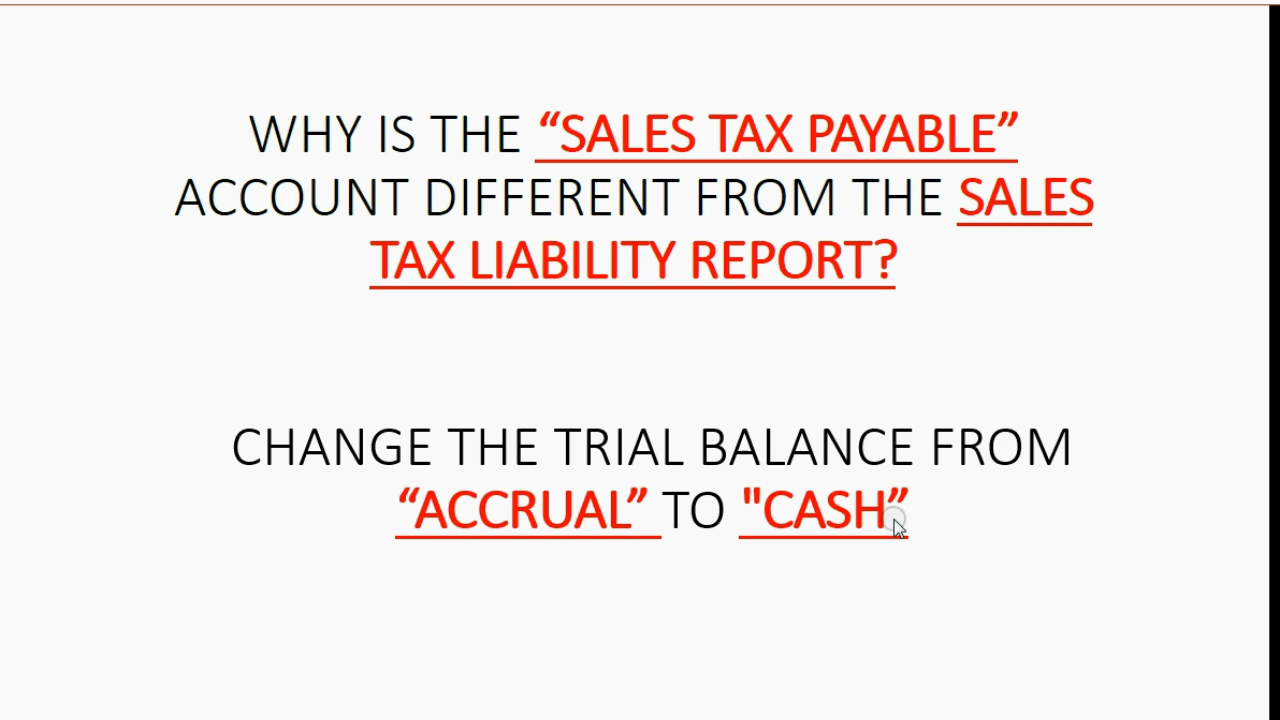 WHY IS THE “SALES TAX PAYABLE”
ACCOUNT DIFFERENT FROM THE SALES
TAX LIABILITY REPORT?
CHANGE THE TRIAL BALANCE FROM
“ACCRUAL” TO "CASH”